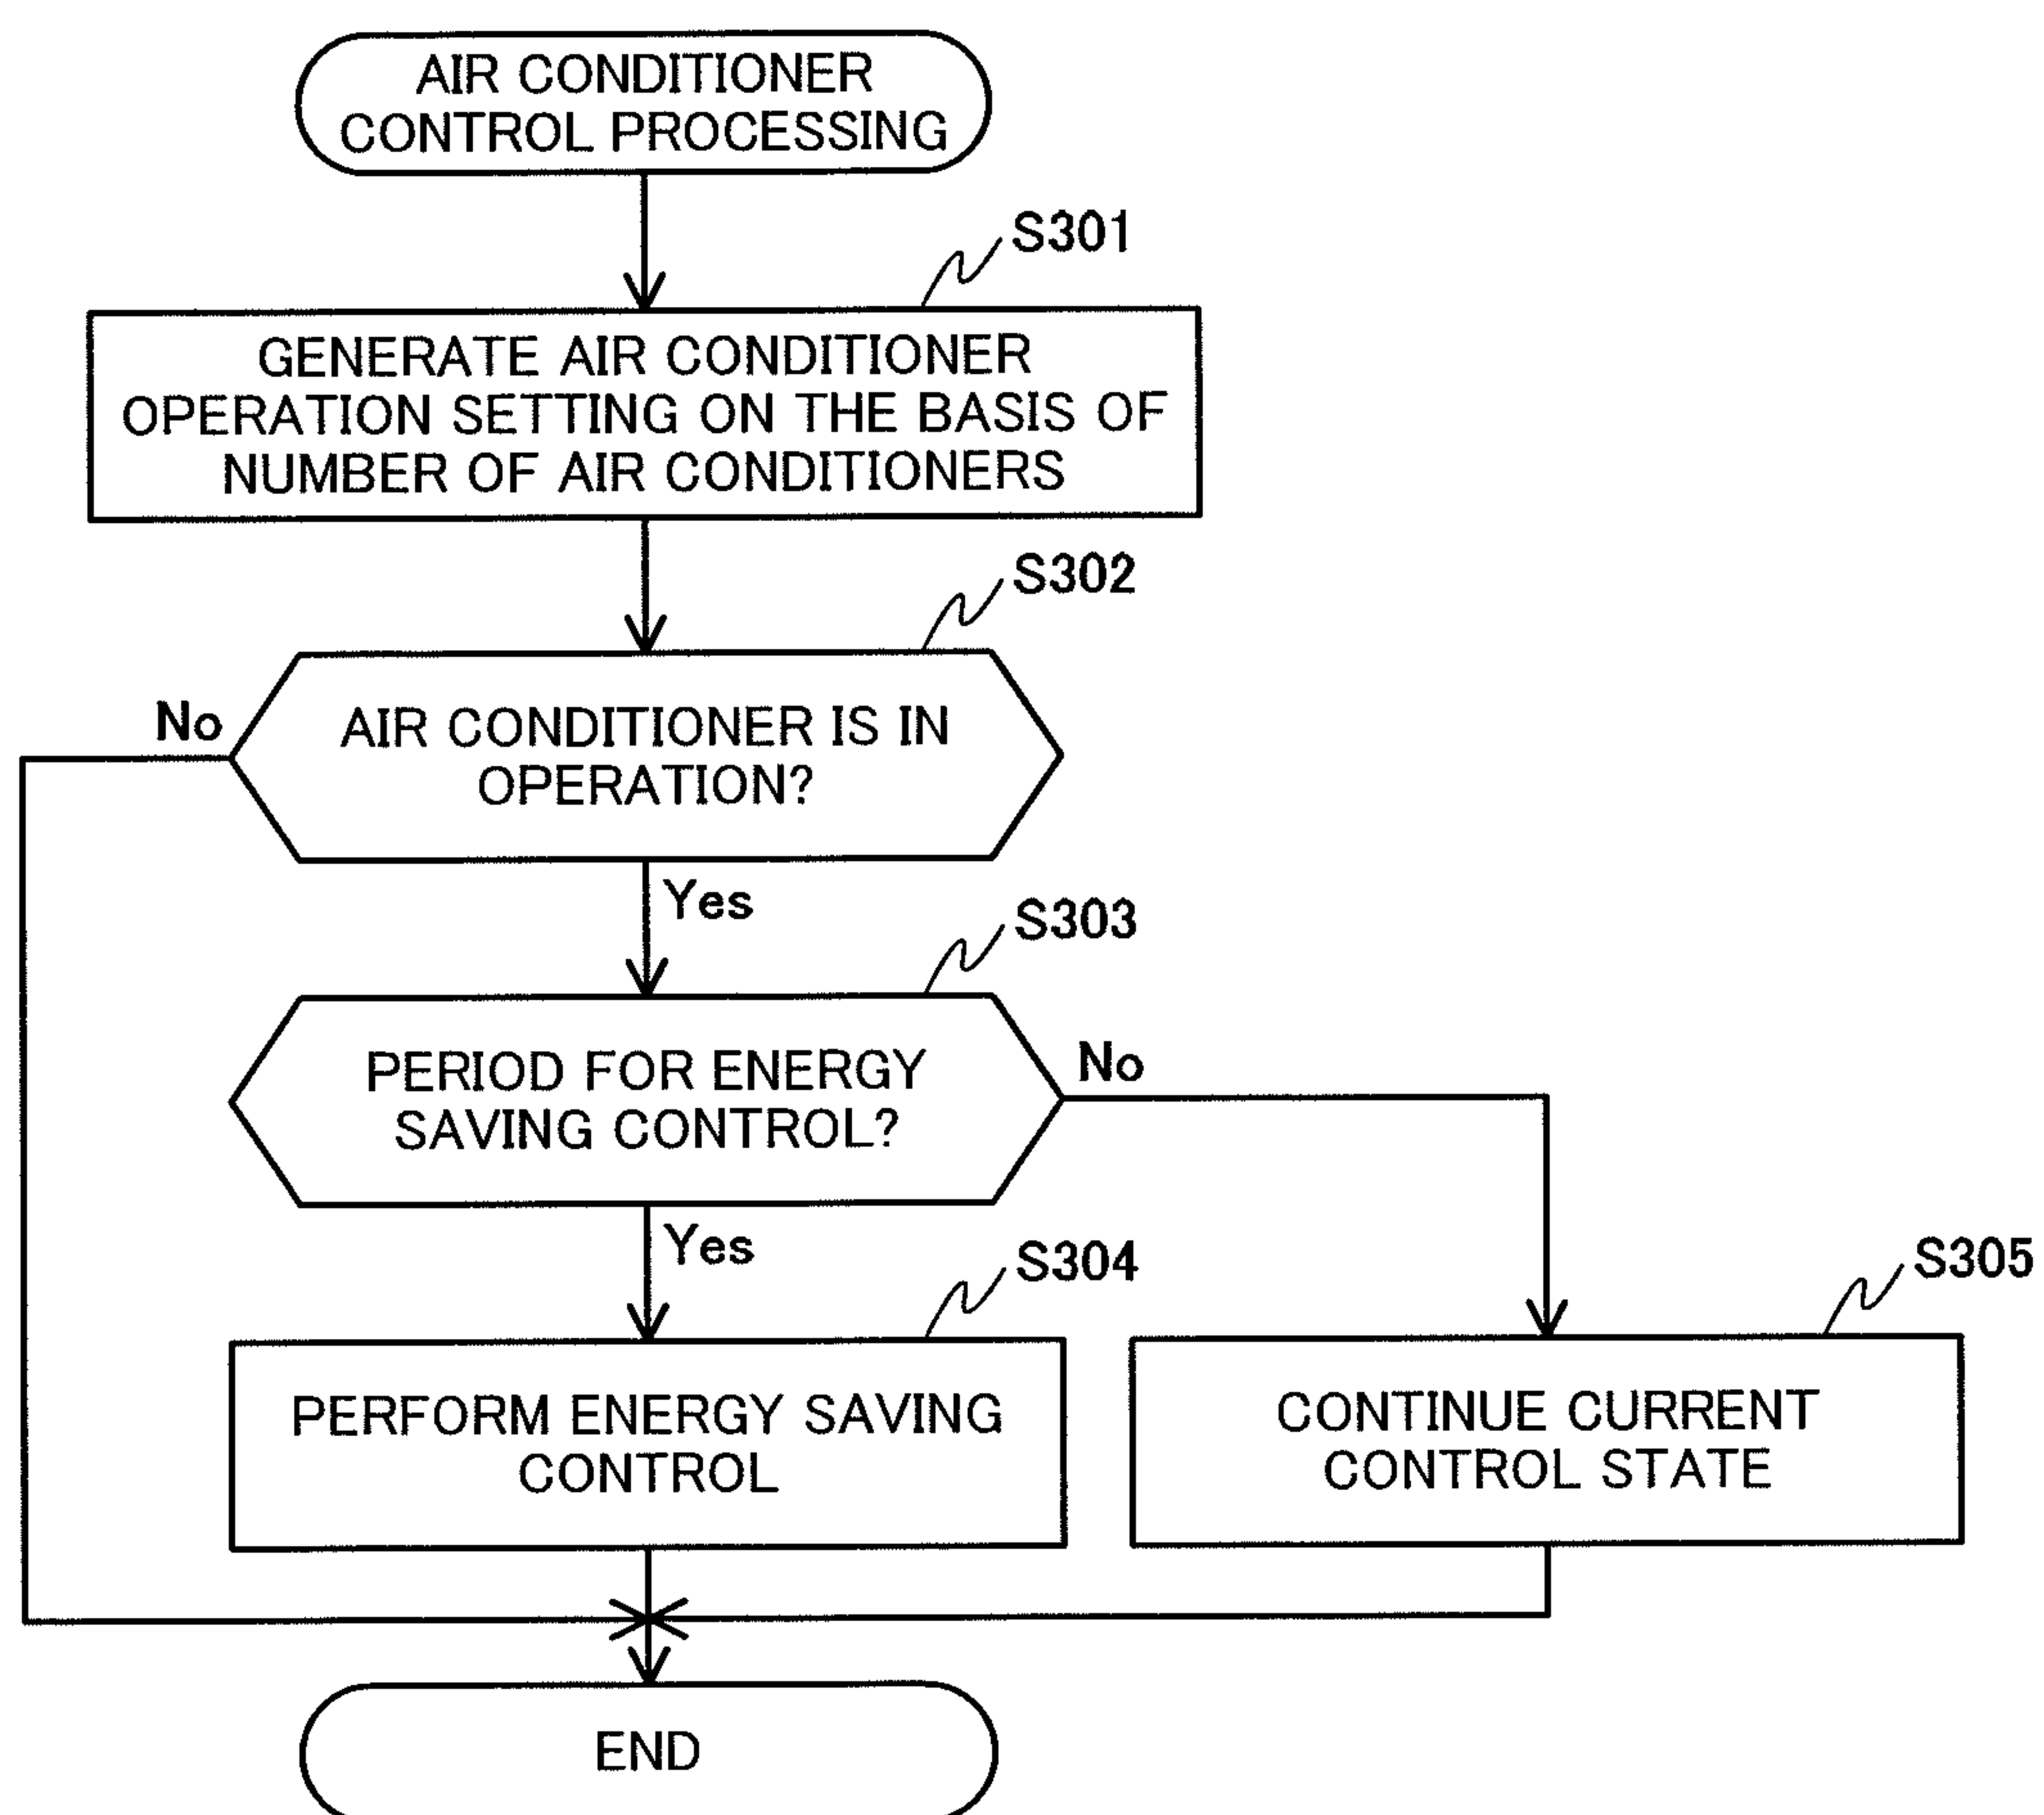 AIR CONDITIONER
CONTROL PROCESSING
S301
GENERATE AIR CONDITIONER
OPERATION SETTING ON THE BASIS OF
NUMBER OF AIR CONDITIONERS
S302
No
AIR CONDITIONER IS IN
OPERATION?
Yes
S303
PERIOD FOR ENERGY
SAVING CONTROL?
No
Yes
S304
S305
PERFORM ENERGY SAVING
CONTROL
CONTINUE CURRENT
CONTROL STATE
END